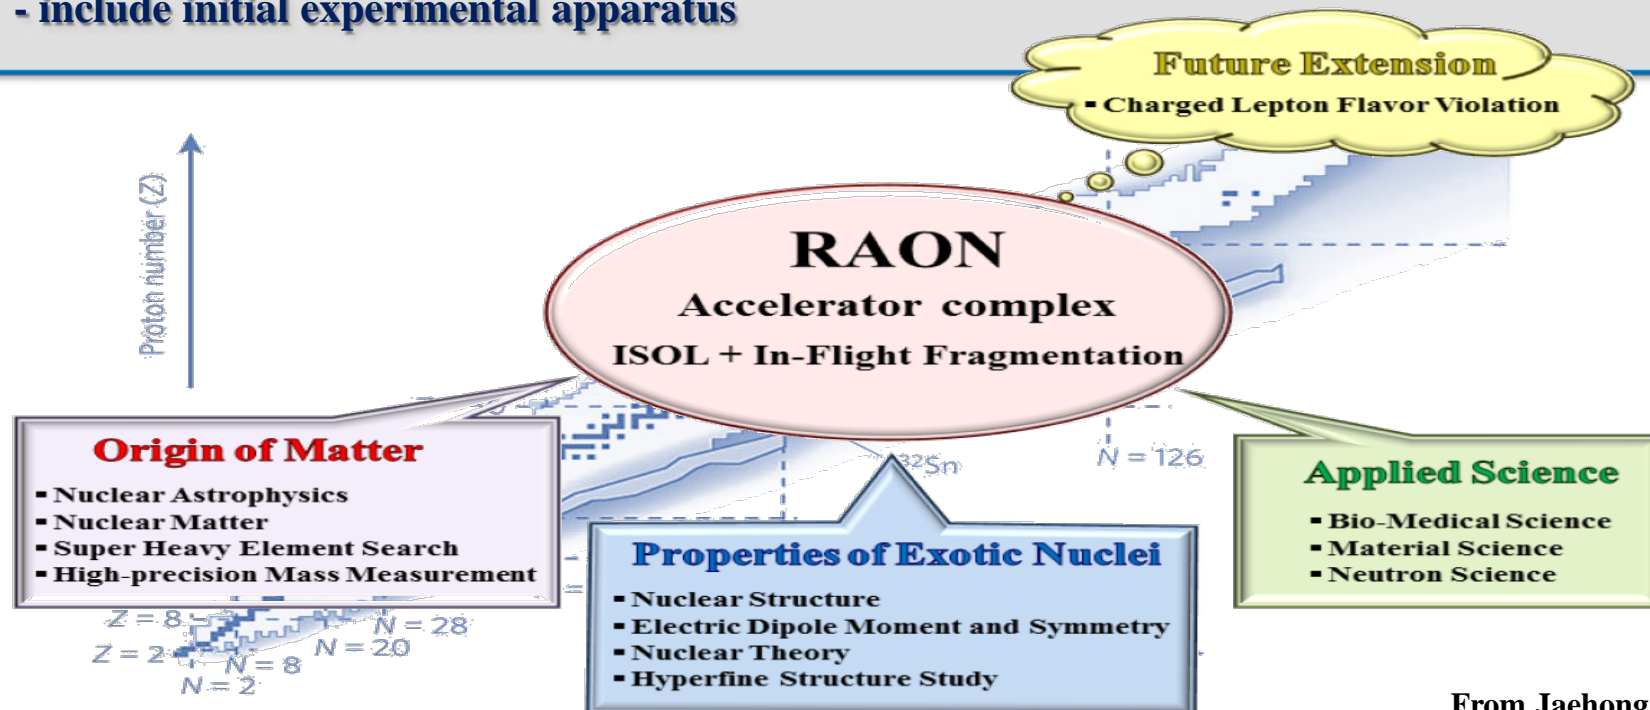 - include initial experimental apparatus
Future Extension
▪ Charged Lepton Flavor Violation
Proton number (Z)
RAON
Accelerator complex
ISOL + In-Flight Fragmentation
Origin of Matter
▪ Nuclear Astrophysics
▪ Nuclear Matter
▪ Super Heavy Element Search
▪ High-precision Mass Measurement
32Sn
N = 126
Properties of Exotic Nuclei
▪ Nuclear Structure
▪ Electric Dipole Moment and Symmetry
▪ Nuclear Theory
▪ Hyperfine Structure Study
Applied Science
▪ Bio-Medical Science
▪ Material Science
▪ Neutron Science
Z = 8
N = 28
Z = 2
N = 20
N = 8
N = 2
From Jaehong